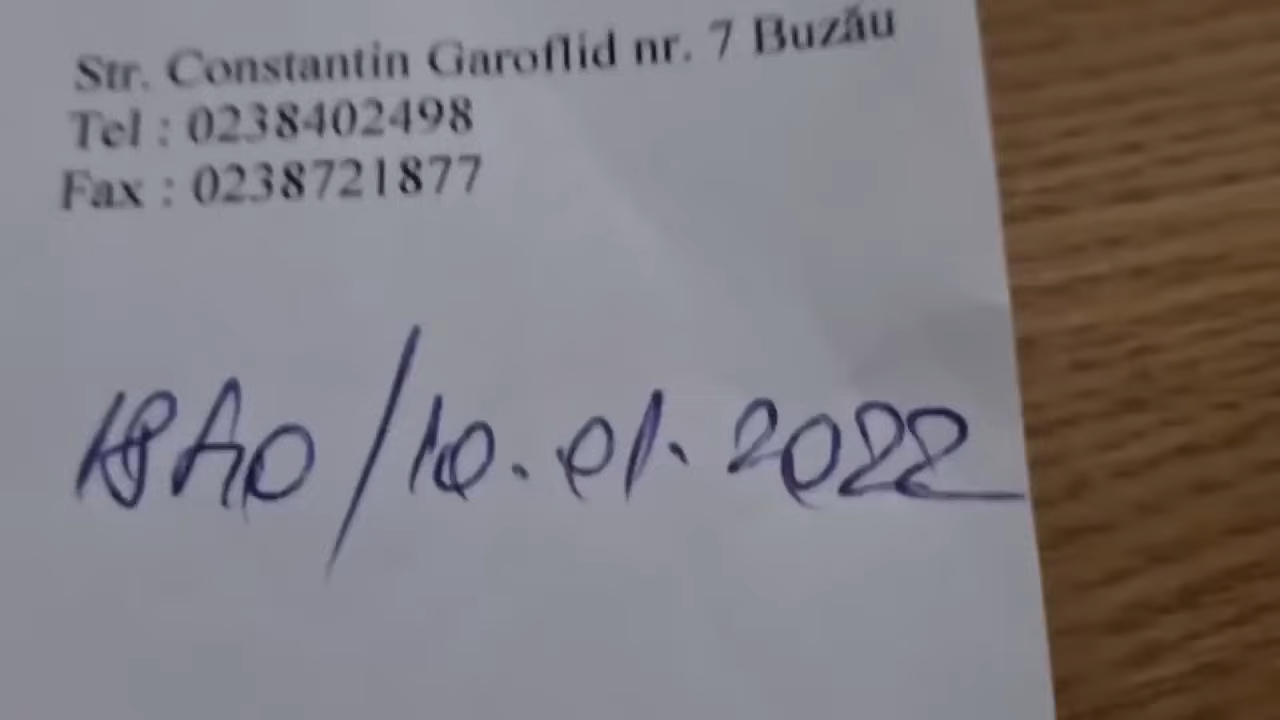 Str. Constantin Garoflid nr. 7 Buzău
Tel : 0238402498
Fax : 0238721877
/10.01.2022